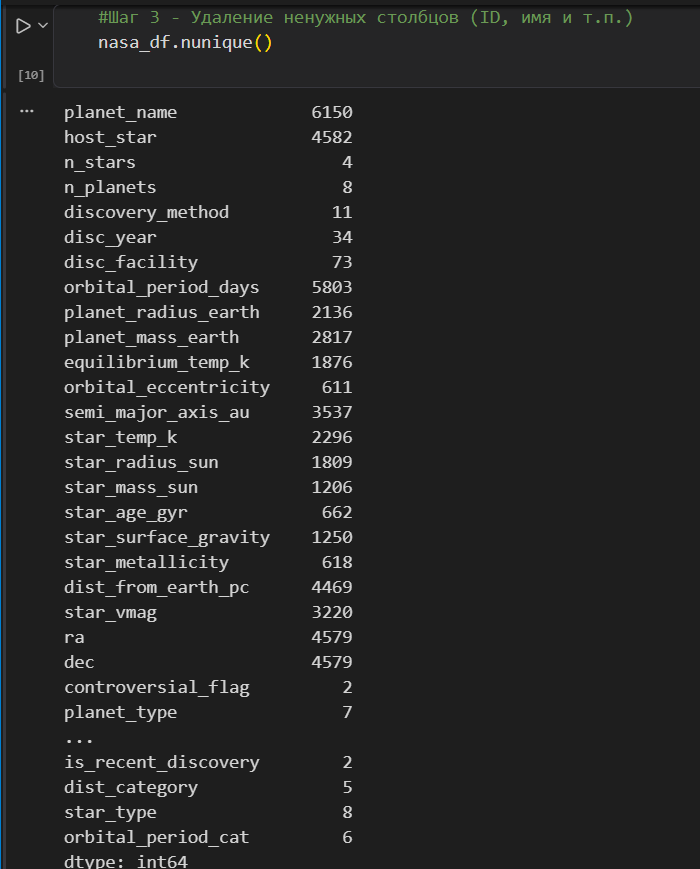 #Шаг 3 - Удаление ненужных столбцов (ID, имя и т.п.)
nasa_df.nunique()
[10]
... planet_name 6150
host_star 4582
n_stars 4
n_planets 8
discovery_method 11
disc_year 34
disc_facility 73
orbital_period_days 5803
planet_radius_earth 2136
planet_mass_earth 2817
equilibrium_temp_k 1876
orbital_eccentricity 611
semi_major_axis_au 3537
star_temp_k 2296
star_radius_sun 1809
star_mass_sun 1206
star_age_gyr 662
star_surface_gravity 1250
star_metallicity 618
dist_from_earth_pc 4469
star_vmag 3220
ra 4579
dec 4579
controversial_flag 2
planet_type 7
...
is_recent_discovery 2
dist_category 5
star_type 8
orbital_period_cat 6
dtype: int64